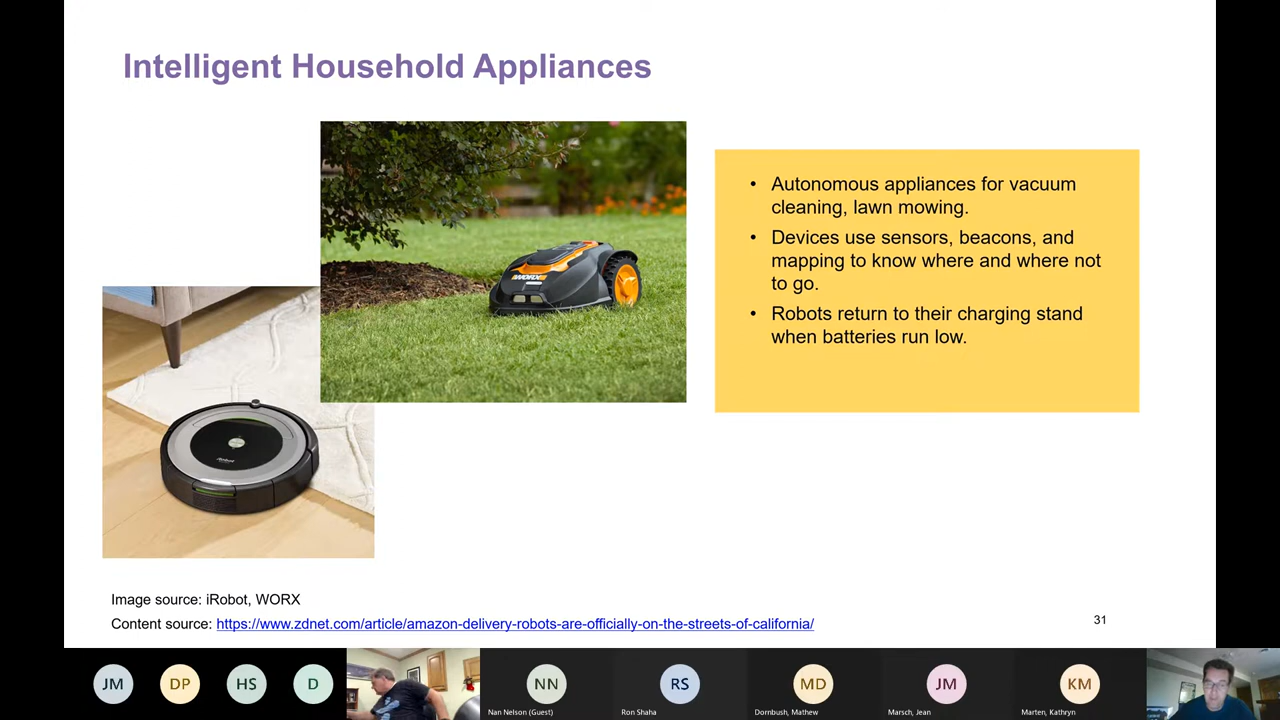 Intelligent Household Appliances
WORX
iRobot
• Autonomous appliances for vacuum
cleaning, lawn mowing.
• Devices use sensors, beacons, and
mapping to know where and where not
to go.
• Robots return to their charging stand
when batteries run low.
Image source: iRobot, WORX
Content source: https://www.zdnet.com/article/amazon-delivery-robots-are-officially-on-the-streets-of-california/
31
JM
DP
HS
D
NN
Nan Nelson (Guest)
RS
Ron Shaha
MD
Dornbush, Mathew
JM
Marsch, Jean
KM
Marten, Kathryn